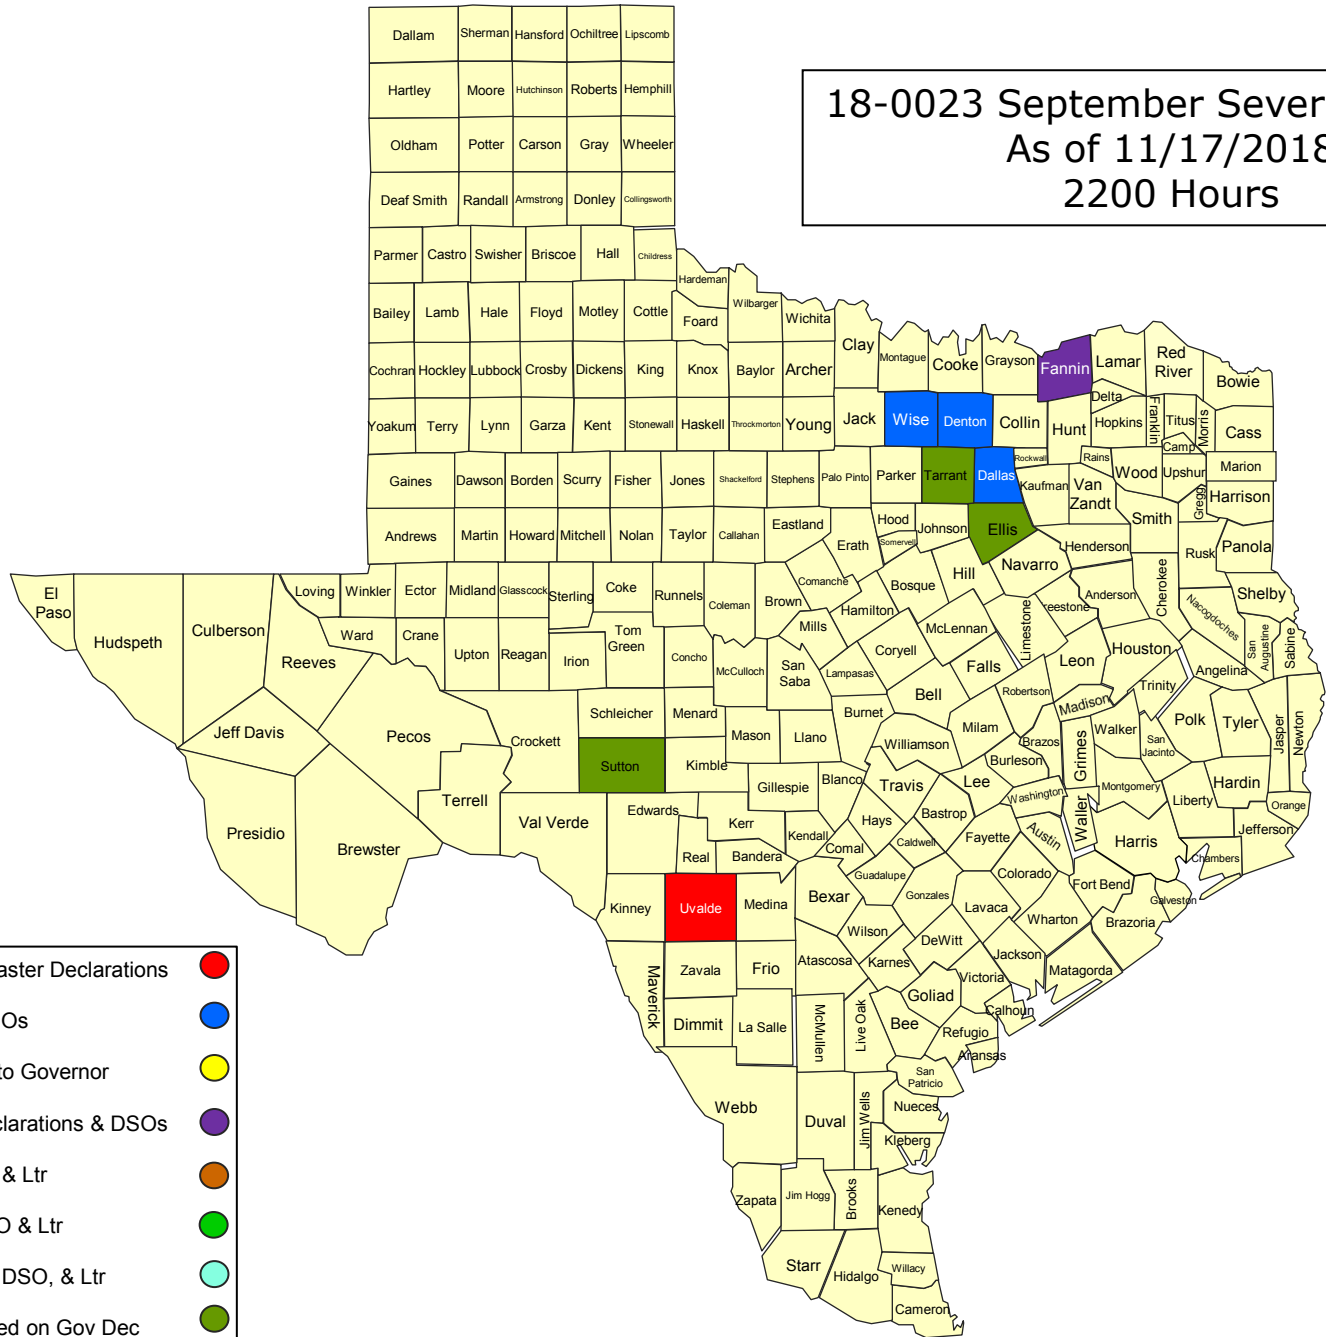 Dallam Sherman Hansford Ochiltree Lipscomb
Hartley Moore Hutchinson Roberts Hemphill
18-0023 September Sever
As of 11/17/2018
2200 Hours
Oldham Potter Carson Gray Wheeler
Deaf Smith Randall Armstrong Donley Collingsworth
Parmer Castro Swisher Briscoe Hall Childress
Hardeman
Bailey Lamb Hale Floyd Motley Cottle Foard Wilbarger Wichita
Clay Montague Cooke Grayson Fannin Lamar Red
River Bowie
Cochran Hockley Lubbock Crosby Dickens King Knox Baylor Archer
Delta
Yoakum Terry Lynn Garza Kent Stonewall Haskell Throckmorton Young Jack Wise Denton Collin Hunt Hopkins Franklin Titus Morris Cass
Camp
Gaines Dawson Borden Scurry Fisher Jones Shackelford Stephens Palo Pinto Parker Tarrant Dallas Rockwall Kaufman Rains Van
Zandt Wood Upshur Marion
Gregg Harrison
Andrews Martin Howard Mitchell Nolan Taylor Callahan Eastland Erath Hood Somervell Johnson Ellis Henderson Smith Rusk Panola
El
Paso Hudspeth Culberson Loving Winkler Ector Midland Glasscock Sterling Coke Runnels Coleman Brown Comanche Hamilton Bosque Hill Navarro Anderson Cherokee Nacogdoches Shelby
Reeves Ward Crane Upton Reagan Irion Tom
Green Concho McCulloch San
Saba Mills Lampasas Coryell McLennan Limestone reestone Falls Leon Houston Angelina San
Augustine Sabine
Jeff Davis Pecos Crockett Schleicher Menard Mason Llano Burnet Bell Milam Robertson Madison Trinity Walker San
Jacinto Polk Tyler Jasper Newton
Sutton Kimble Gillespie Blanco Williamson Travis Lee Burleson Brazos Grimes Washington Montgomery Liberty Hardin Orange
Presidio Brewster Terrell Val Verde Edwards Kerr Kendall Hays Comal Bastrop Caldwell Fayette Austin Waller Harris Jefferson Chambers
Real Bandera Guadalupe Gonzales Colorado Fort Bend Galveston
Kinney Uvalde Medina Bexar Wilson Lavaca Wharton Brazoria
Maverick Zavala Frio Atascosa Karnes DeWitt Jackson Matagorda
Dimmit La Salle McMullen Live Oak Bee Goliad Victoria Calhoun
Refugio Aransas
San
Patricio
Webb Duval Jim Wells Nueces
Kleberg
Zapata Jim Hogg Brooks Kenedy
Starr Hidalgo Willacy
Cameron
aster Declarations
Os
to Governor
clarations & DSOs
& Ltr
O & Ltr
DSO, & Ltr
ed on Gov Dec